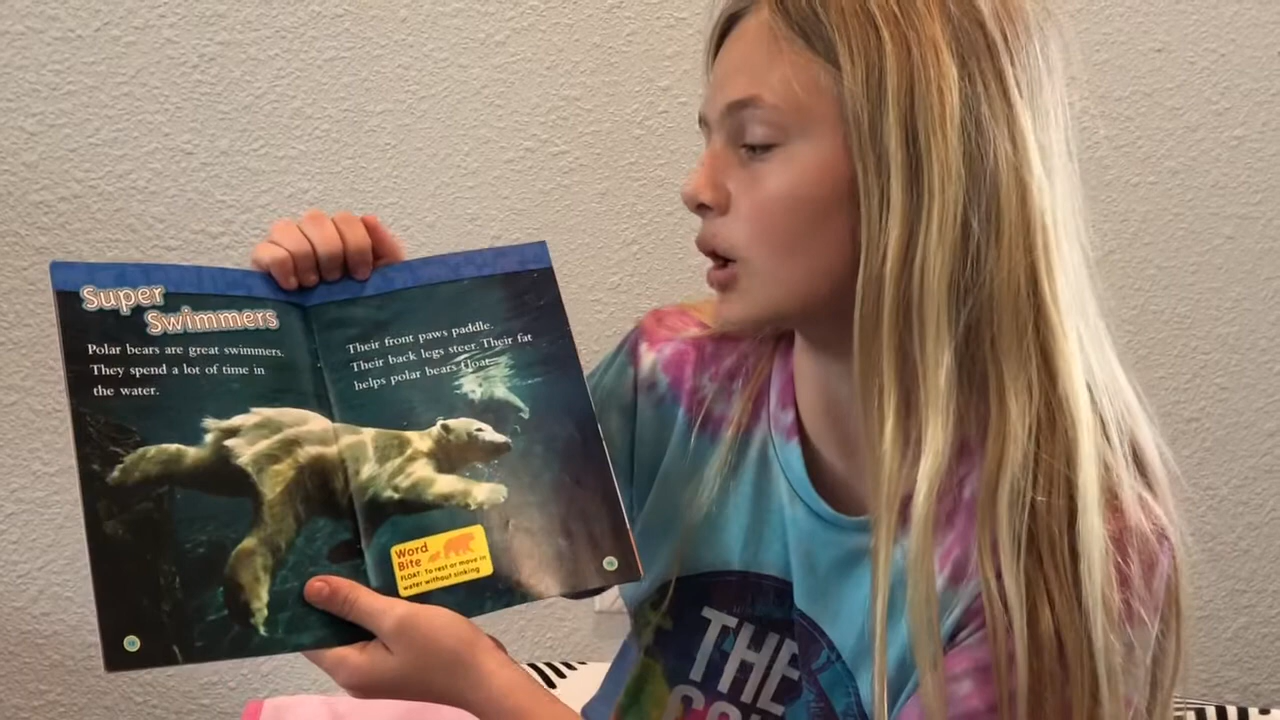 Super
Swimmers
Polar bears are great swimmers.
They spend a lot of time in
the water.
Their front paws paddle.
Their back legs steer. Their fat
helps polar bears float.
Word
Bite
FLOAT: To rest or move in
water without sinking
THE